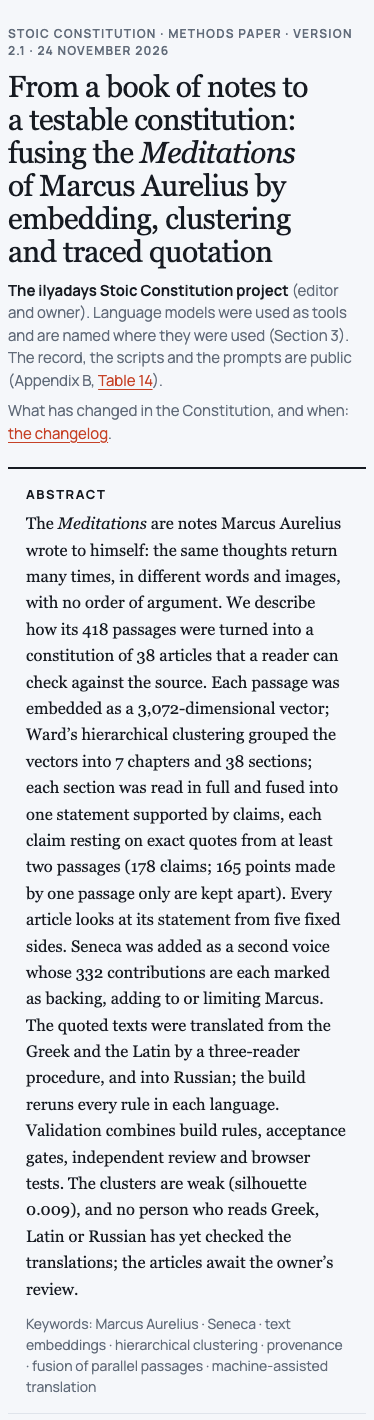 STOIC CONSTITUTION · METHODS PAPER · VERSION
2.1 · 24 NOVEMBER 2026
From a book of notes to
a testable constitution:
fusing the Meditations
of Marcus Aurelius by
embedding, clustering
and traced quotation
The ilyadays Stoic Constitution project (editor
and owner). Language models were used as tools
and are named where they were used (Section 3).
The record, the scripts and the prompts are public
(Appendix B, Table 14).
What has changed in the Constitution, and when:
the changelog.
ABSTRACT
The Meditations are notes Marcus Aurelius
wrote to himself: the same thoughts return
many times, in different words and images,
with no order of argument. We describe
how its 418 passages were turned into a
constitution of 38 articles that a reader can
check against the source. Each passage was
embedded as a 3,072-dimensional vector;
Ward’s hierarchical clustering grouped the
vectors into 7 chapters and 38 sections;
each section was read in full and fused into
one statement supported by claims, each
claim resting on exact quotes from at least
two passages (178 claims; 165 points made
by one passage only are kept apart). Every
article looks at its statement from five fixed
sides. Seneca was added as a second voice
whose 332 contributions are each marked
as backing, adding to or limiting Marcus.
The quoted texts were translated from the
Greek and the Latin by a three-reader
procedure, and into Russian; the build
reruns every rule in each language.
Validation combines build rules, acceptance
gates, independent review and browser
tests. The clusters are weak (silhouette
0.009), and no person who reads Greek,
Latin or Russian has yet checked the
translations; the articles await the owner’s
review.
Keywords: Marcus Aurelius · Seneca · text
embeddings · hierarchical clustering · provenance
· fusion of parallel passages · machine-assisted
translation